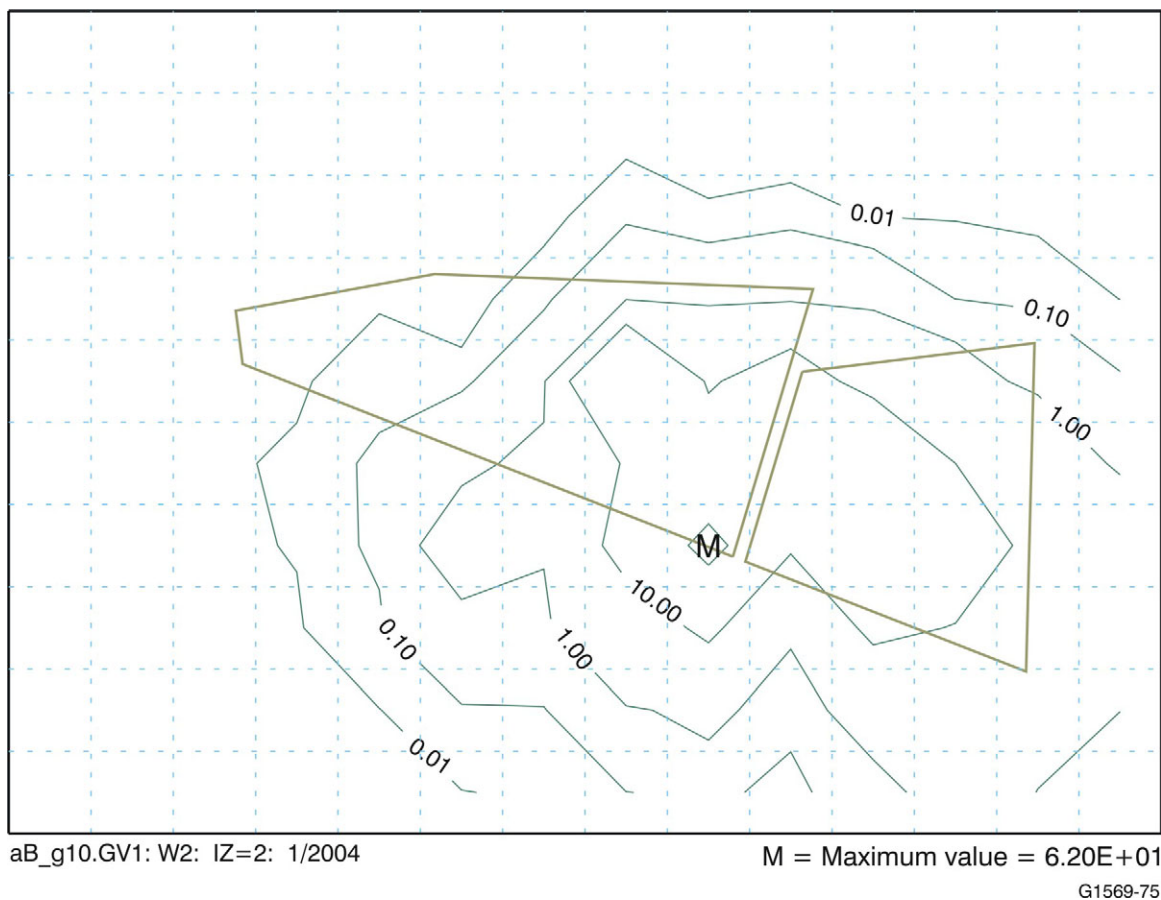 0.01
0.10
1.00
M
10.00
0.10
1.00
0.01
aB_g10.GV1: W2: IZ=2: 1/2004
M = Maximum value = 6.20E+01
G1569-75